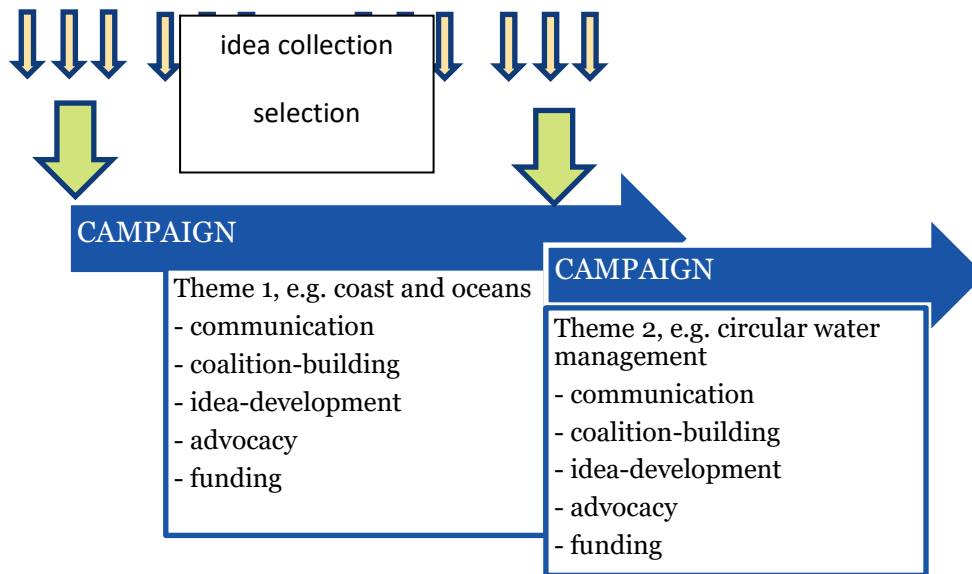 idea collection
selection
CAMPAIGN
Theme 1, e.g. coast and oceans
- communication
- coalition-building
- idea-development
- advocacy
- funding
CAMPAIGN
Theme 2, e.g. circular water
management
- communication
- coalition-building
- idea-development
- advocacy
- funding